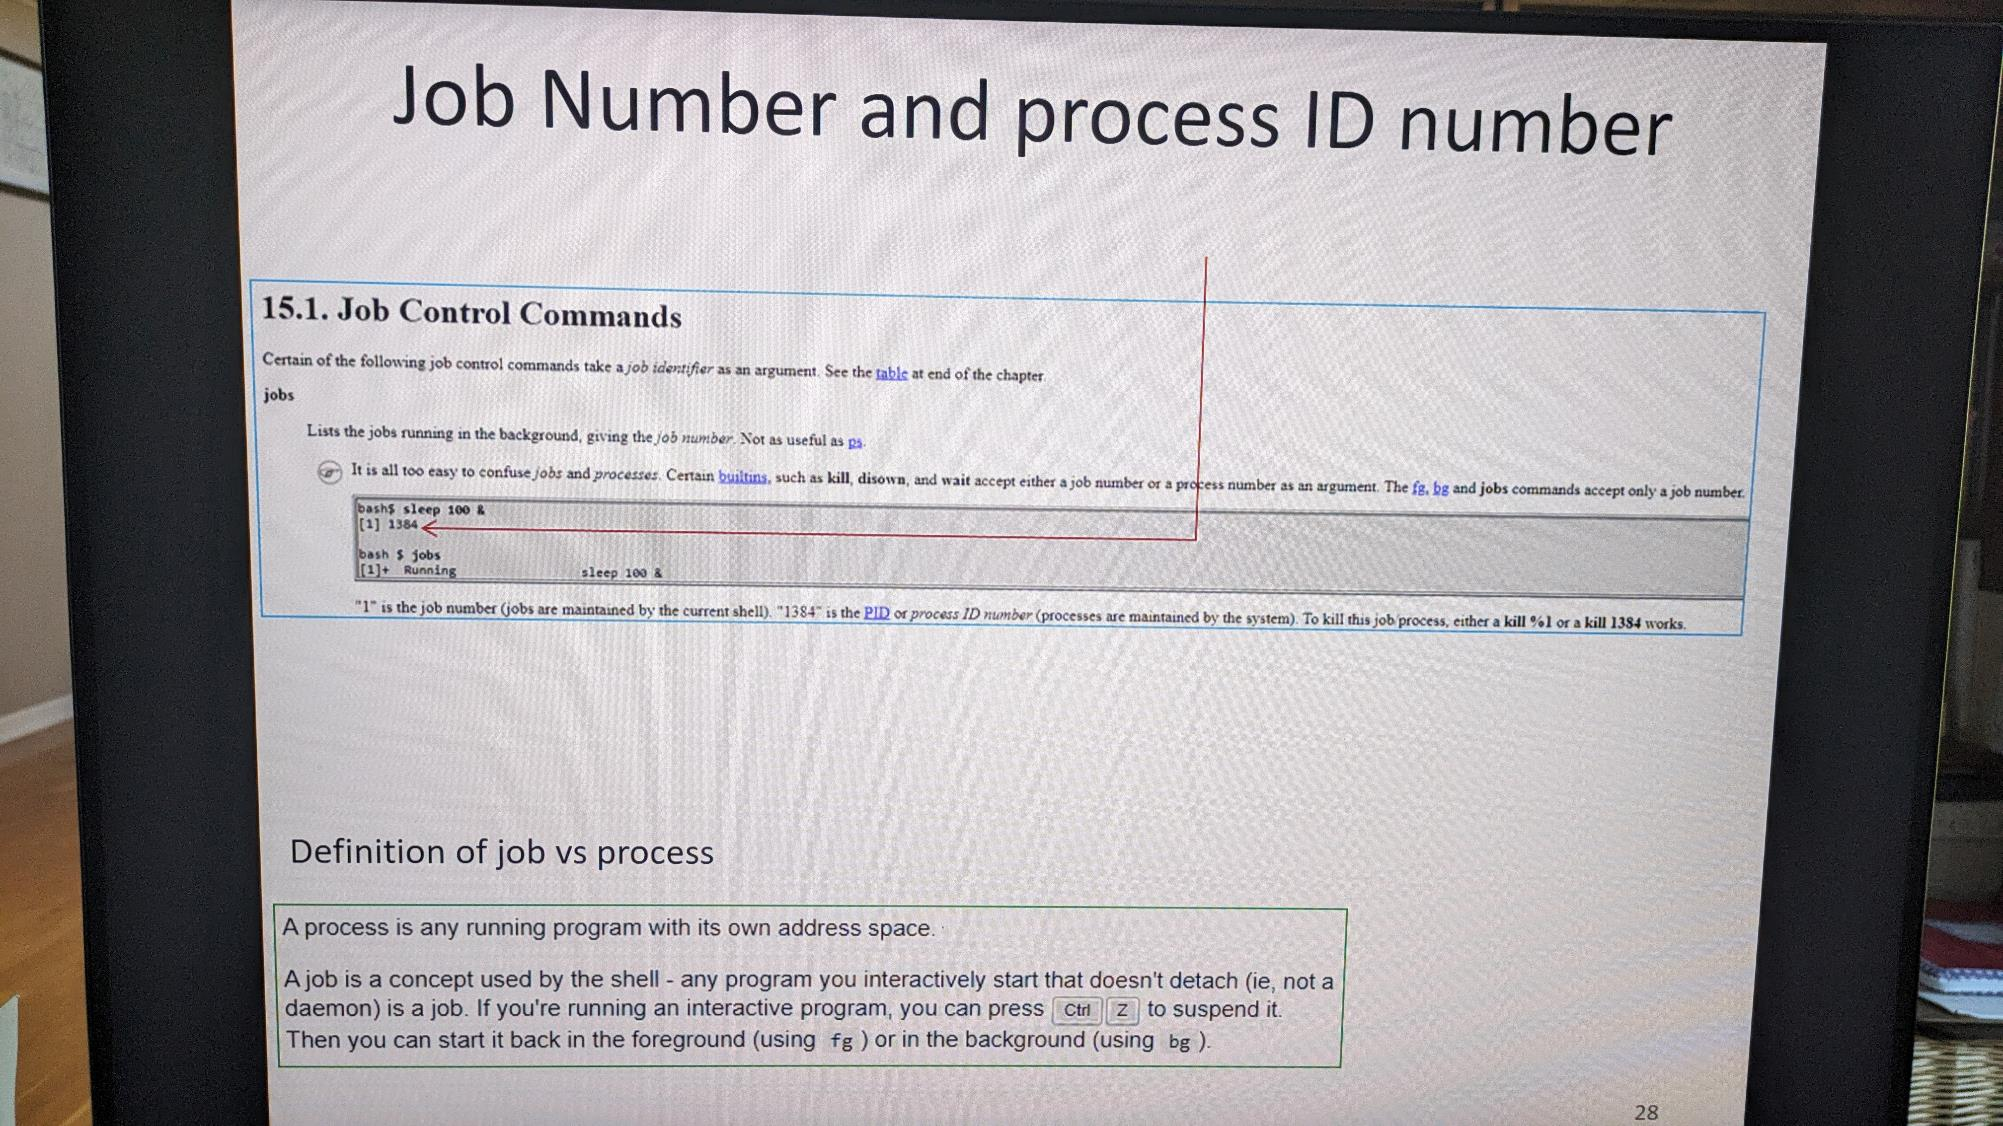 Job Number and process ID number
15.1. Job Control Commands
Certain of the following job control commands take a job identifier as an argument. See the table at end of the chapter.
jobs
Lists the jobs running in the background, giving the job number. Not as useful as ps.
It is all too easy to confuse jobs and processes. Certain builtins, such as kill, disown, and wait accept either a job number or a process number as an argument. The fg, bg and jobs commands accept only a job number.
bash$ sleep 100 &
[1] 1384
bash $ jobs
[1]+ Running sleep 100 &
"1" is the job number (jobs are maintained by the current shell). "1384" is the PID or process ID number (processes are maintained by the system). To kill this job/process, either a kill %1 or a kill 1384 works.
Definition of job vs process
A process is any running program with its own address space.
A job is a concept used by the shell - any program you interactively start that doesn't detach (ie, not a
daemon) is a job. If you're running an interactive program, you can press Ctrl Z to suspend it.
Then you can start it back in the foreground (using fg ) or in the background (using bg ).
28